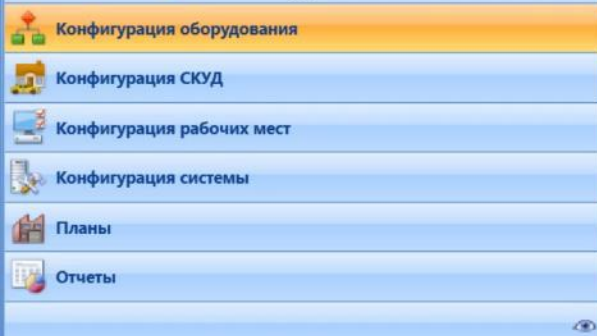 Конфигурация оборудования
Конфигурация СКУД
Конфигурация рабочих мест
Конфигурация системы
Планы
Отчеты